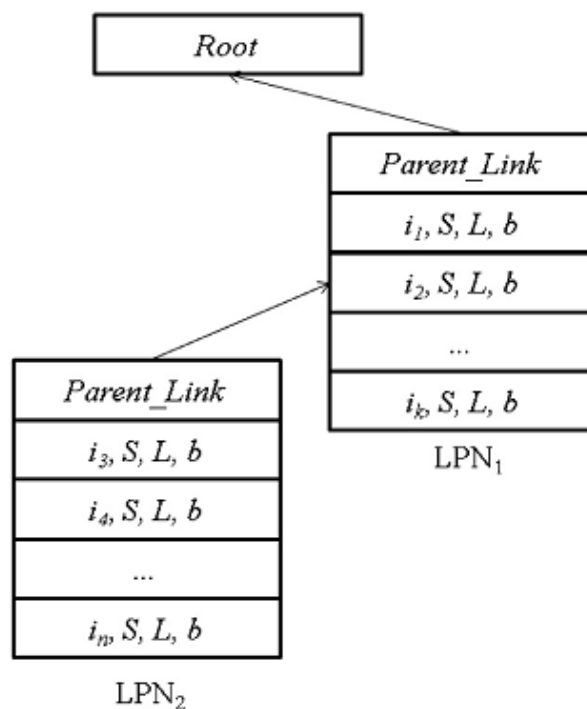 Root
Parent_Link
i₁, S, L, b
i₂, S, L, b
...
iₖ, S, L, b
LPN₁
Parent_Link
i₃, S, L, b
i₄, S, L, b
...
iₙ, S, L, b
LPN₂